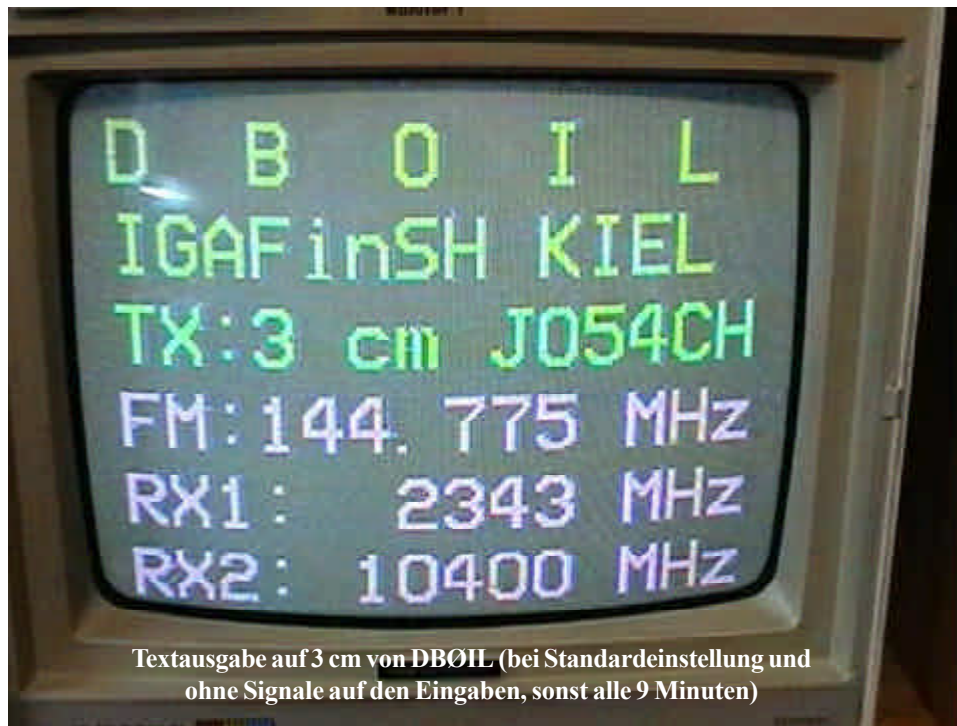 D B 0 I L
IGAFinSH KIEL
TX:3 cm JO54CH
FM:144. 775 MHz
RX1: 2343 MHz
RX2: 10400 MHz
Textausgabe auf 3 cm von DBØIL (bei Standardeinstellung und
ohne Signale auf den Eingaben, sonst alle 9 Minuten)